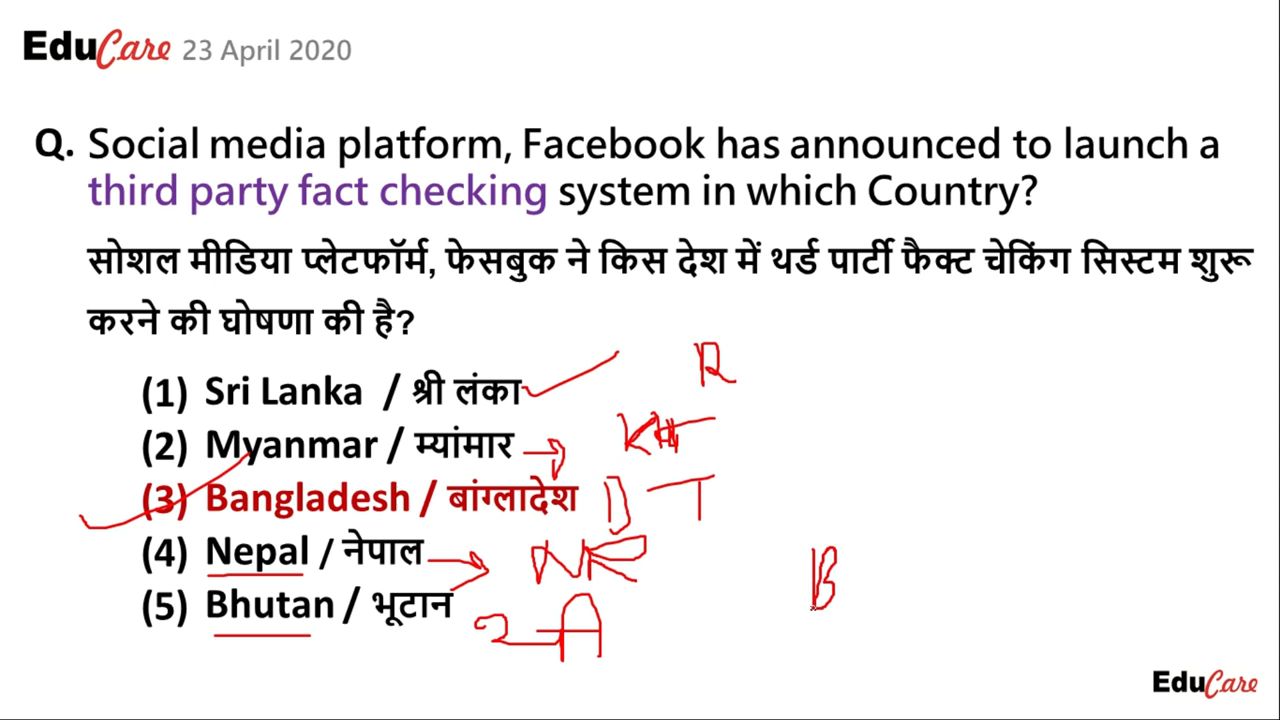 EduCare 23 April 2020
Q. Social media platform, Facebook has announced to launch a
third party fact checking system in which Country?
सोशल मीडिया प्लेटफॉर्म, फेसबुक ने किस देश में थर्ड पार्टी फैक्ट चेकिंग सिस्टम शुरू
करने की घोषणा की है?
(1) Sri Lanka / श्री लंका
R
(2) Myanmar / म्यांमार
(3) Bangladesh / बांग्लादेश D T
(4) Nepal / नेपाल
B
(5) Bhutan / भूटान
EduCare